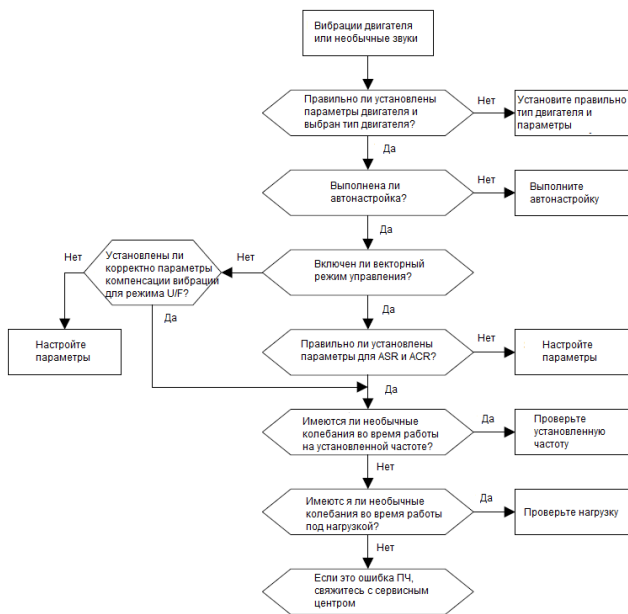 Вибрации двигателя
или необычные звуки
Правильно ли установлены
параметры двигателя и
выбран тип двигателя?
Нет
Установите правильно
тип двигателя и
параметры
Да
Выполнена ли
автонастройка?
Нет
Выполните
автонастройку
Да
Включен ли векторный
режим управления?
Нет
Установлены ли
корректно параметры
компенсации вибрации
для режима U/F?
Нет
Настройте
параметры
Да
Да
Правильно ли установлены
параметры для ASR и ACR?
Нет
Настройте
параметры
Да
Имеются ли необычные
колебания во время работы
на установленной частоте?
Да
Проверьте
установленную
частоту
Нет
Имеютс я ли необычные
колебания во время работы
под нагрузкой?
Да
Проверьте нагрузку
Нет
Если это ошибка ПЧ,
свяжитесь с сервисным
центром